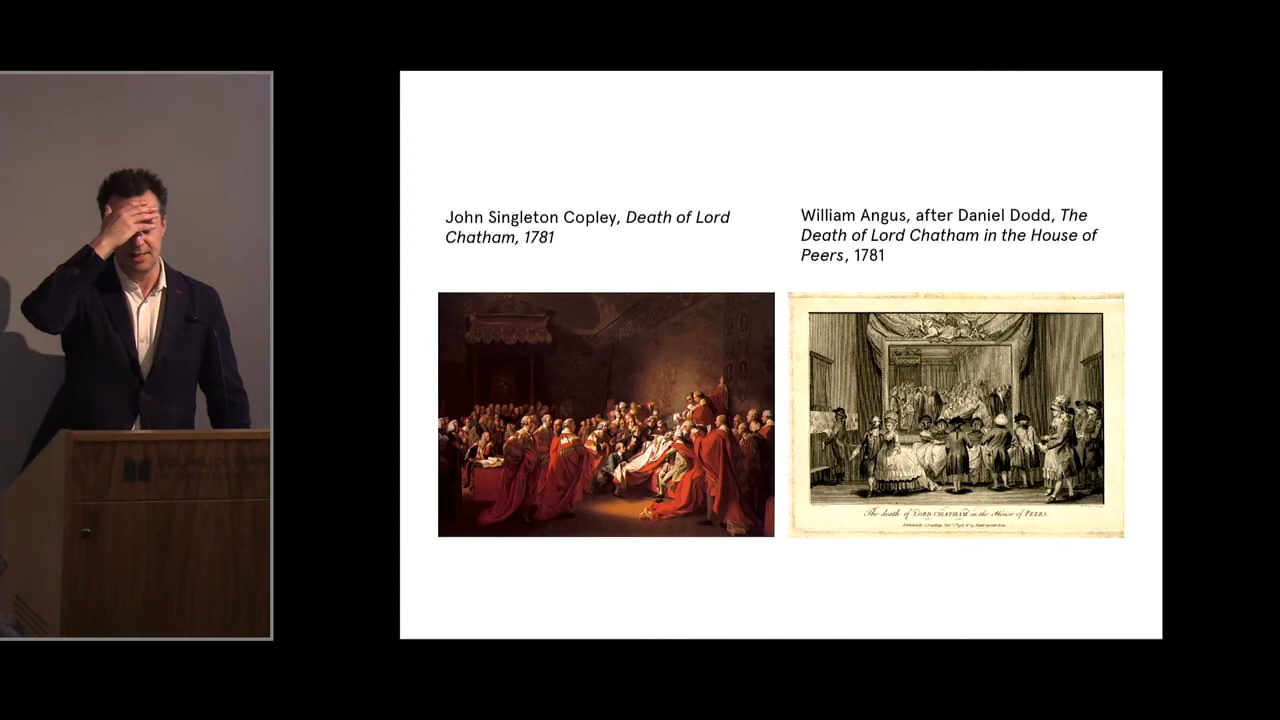 John Singleton Copley, Death of Lord
Chatham, 1781
William Angus, after Daniel Dodd, The
Death of Lord Chatham in the House of
Peers, 1781
The death of LORD CHATHAM in the House of PEERS.